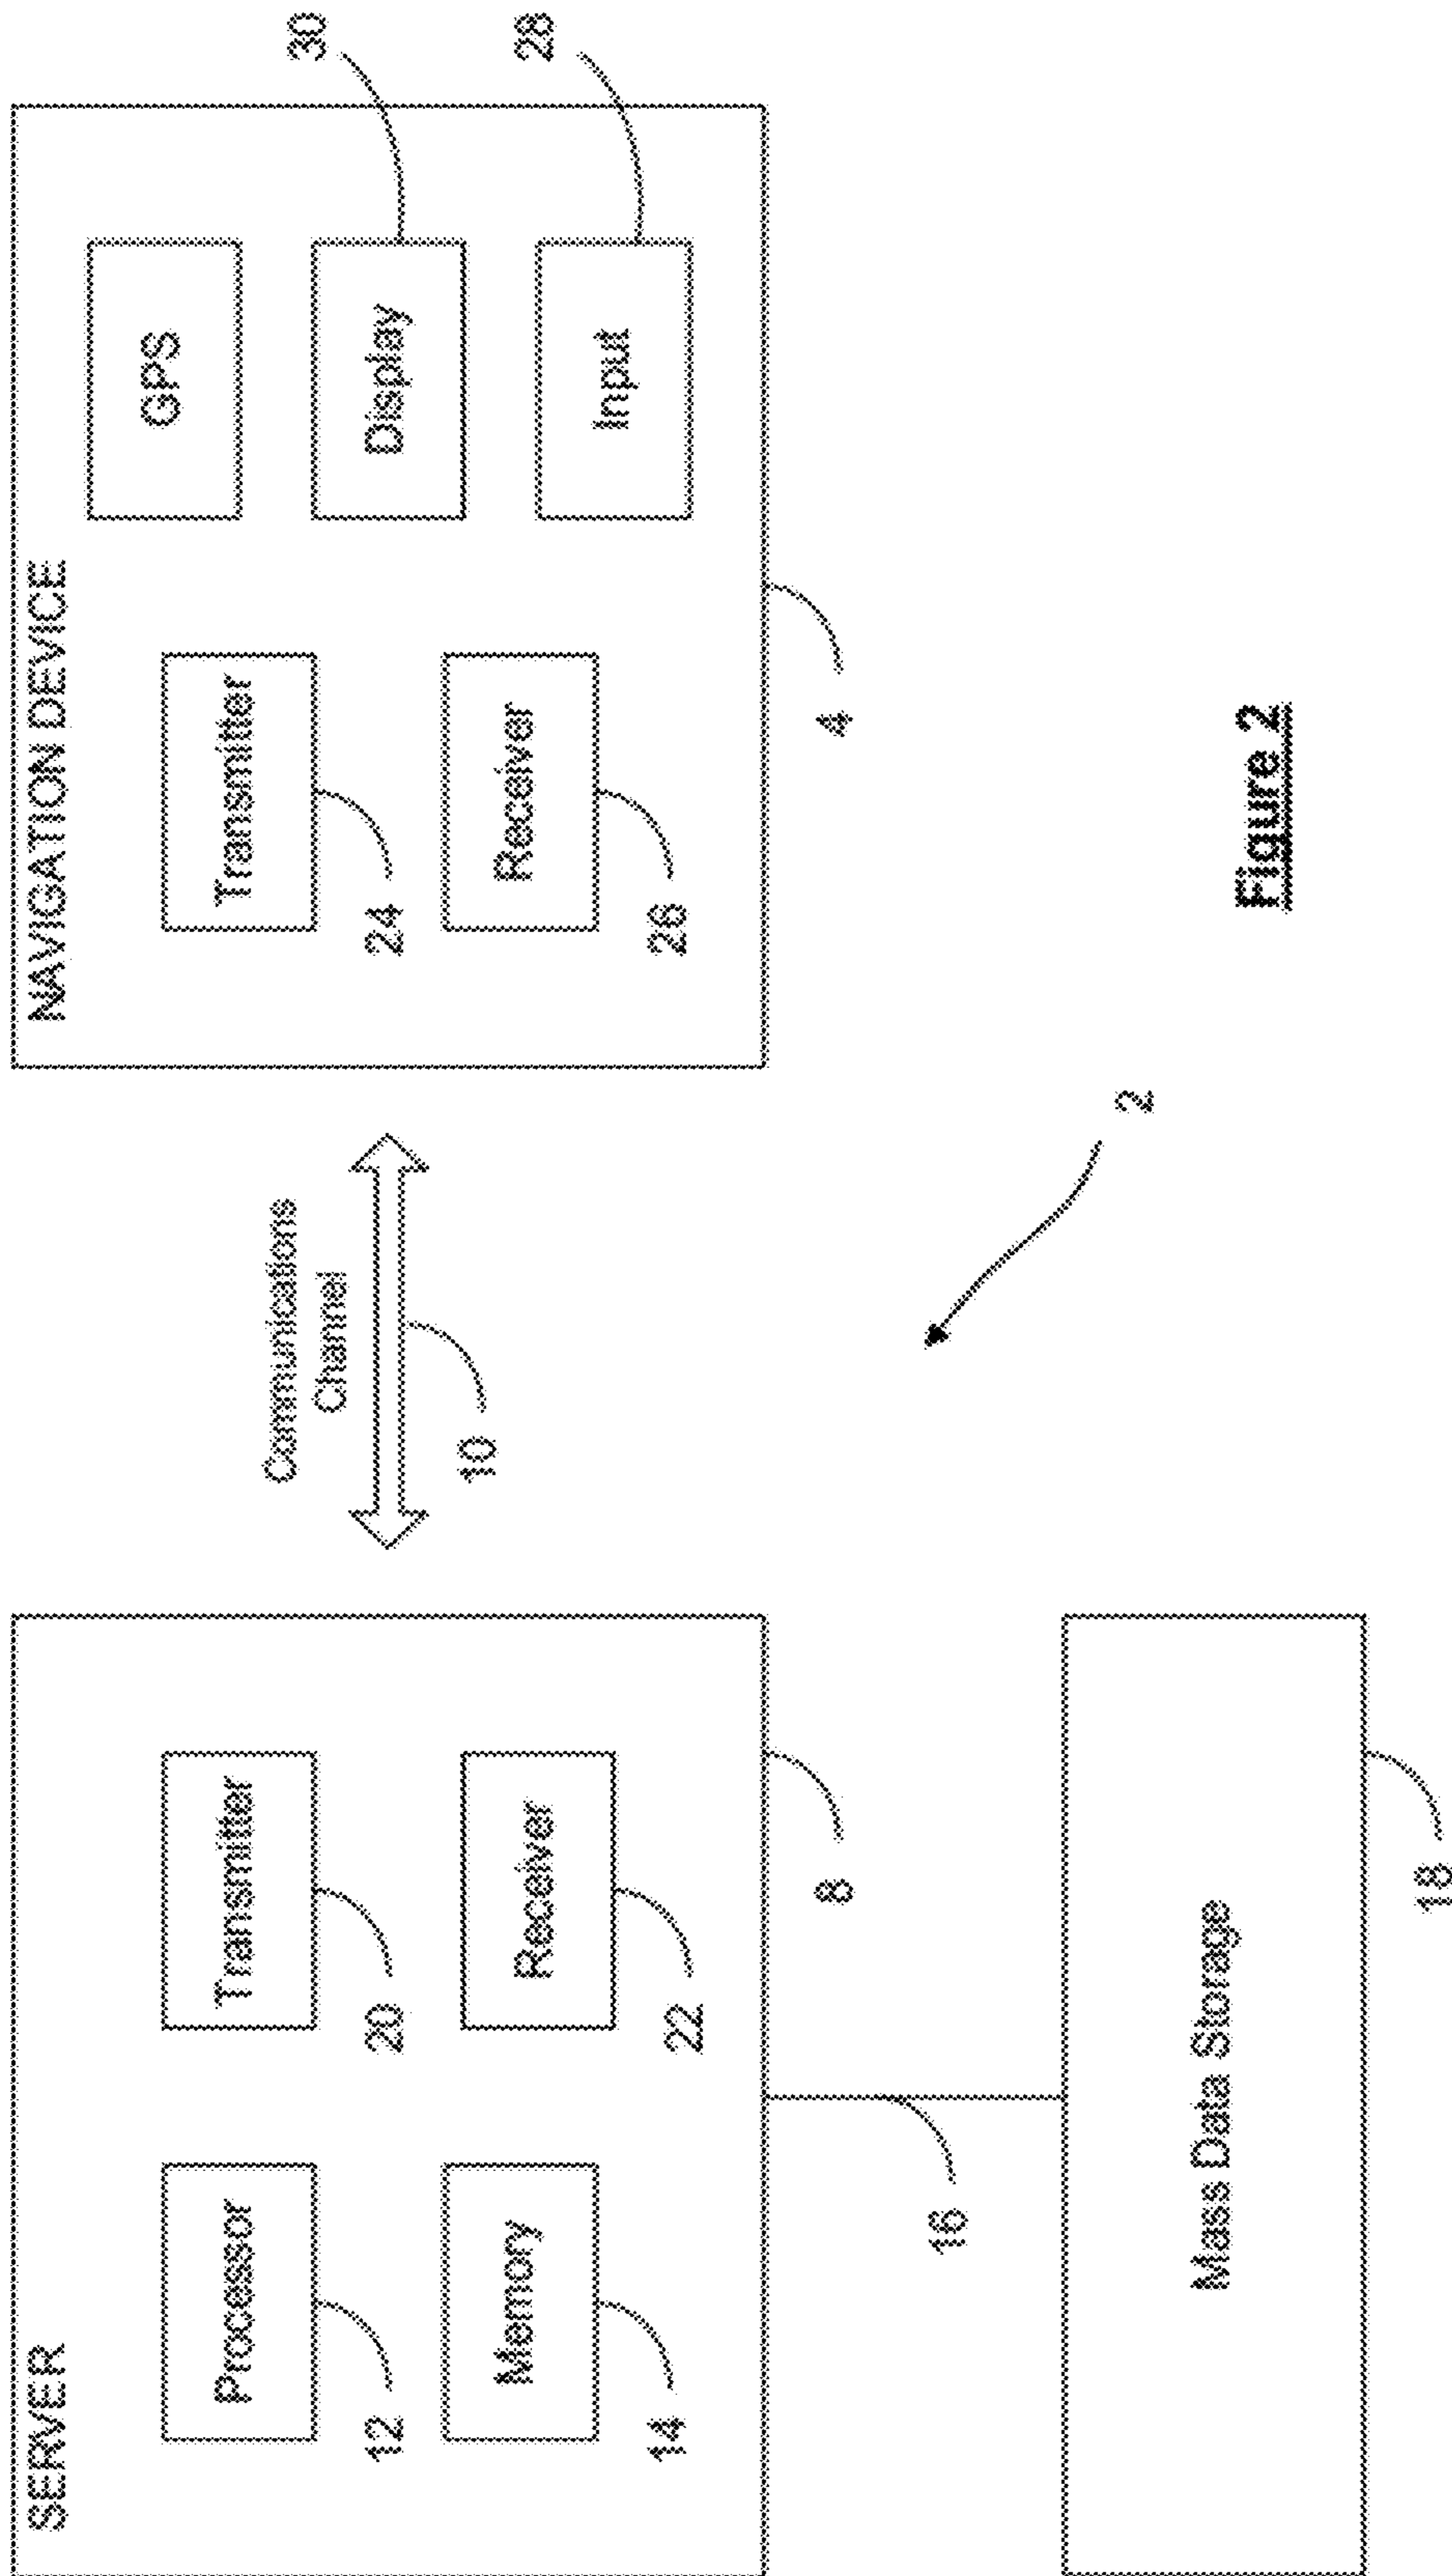 SERVER
Processor
12
Memory
14
Transmitter
20
Receiver
22
8
16
Mass Data Storage
18
Communications
Channel
10
2
NAVIGATION DEVICE
Transmitter
24
Receiver
26
GPS
Display
30
Input
28
4
Figure 2